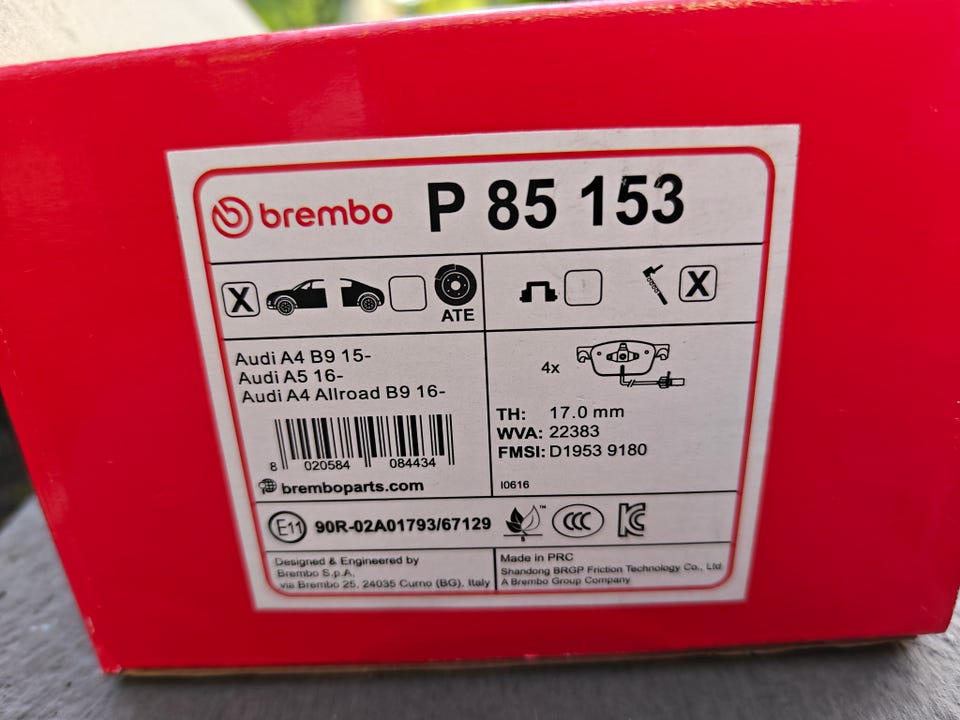 brembo P 85 153
X
ATE
X
Audi A4 B9 15-
Audi A5 16-
Audi A4 Allroad B9 16-
8 020584 084434
bremboparts.com
4x
TH: 17.0 mm
WVA: 22383
FMSI: D1953 9180
I0616
E11 90R-02A01793/67129
B
TM
CCC
KC
Designed & Engineered by
Brembo S.p.A.
via Brembo 25, 24035 Curno (BG), Italy
Made in PRC
Shandong BRGP Friction Technology Co., Ltd
A Brembo Group Company